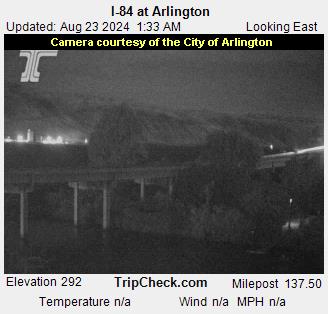 I-84 at Arlington
Updated: Aug 23 2024 1:33 AM Looking East
Camera courtesy of the City of Arlington
Elevation 292 TripCheck.com Milepost 137.50
Temperature n/a Wind n/a MPH n/a